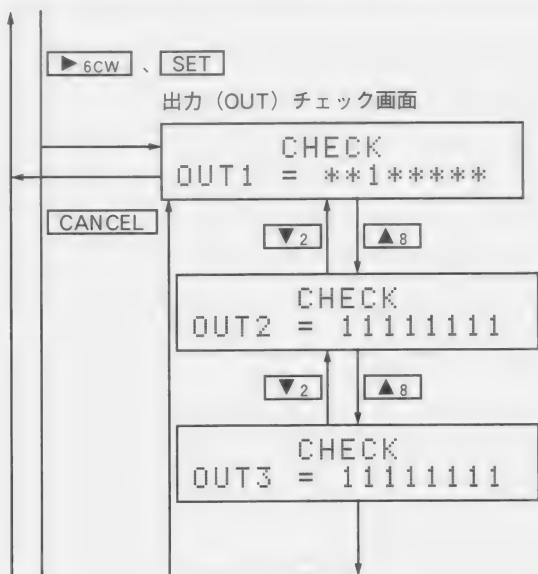 ▶6CW 、 SET
出力（OUT）チェック画面
CHECK
OUT1 = **1*****
CANCEL
▼2 ▲8
CHECK
OUT2 = 11111111
▼2 ▲8
CHECK
OUT3 = 11111111